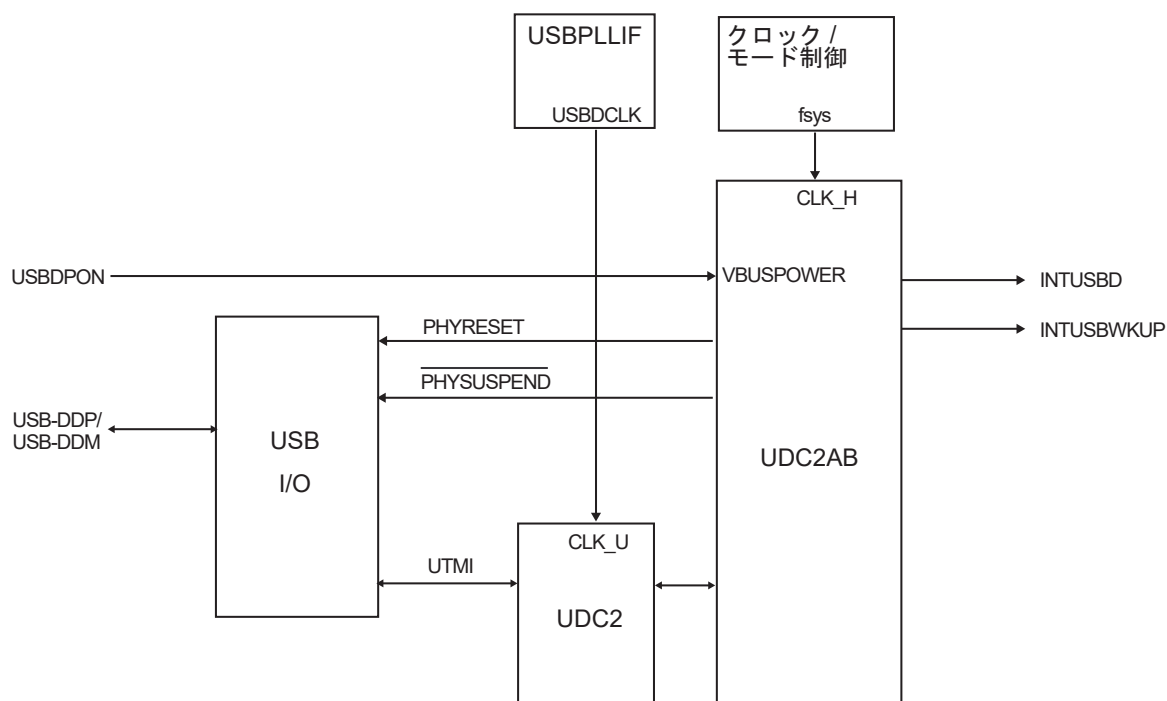 USBPLLIF
USBDCLK
クロック /
モード制御
fsys
CLK_H
USBDPON
VBUSPOWER
INTUSBD
INTUSBWKUP
PHYRESET
PHYSUSPEND
USB-DDP/
USB-DDM
USB
I/O
UDC2AB
CLK_U
UTMI
UDC2